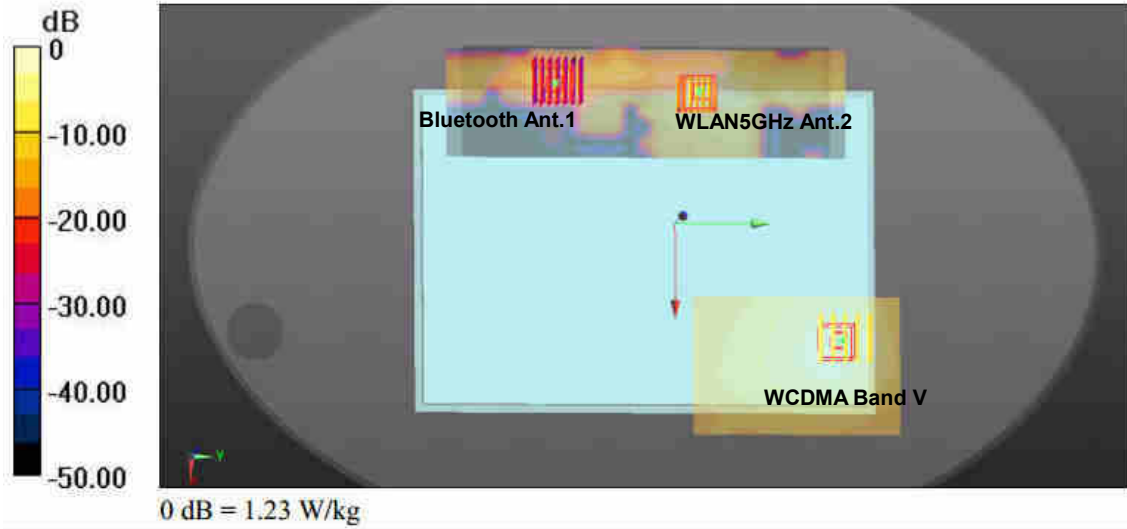 dB
0
-10.00
-20.00
-30.00
-40.00
-50.00
Bluetooth Ant.1
WLAN5GHz Ant.2
WCDMA Band V
Y
0 dB = 1.23 W/kg